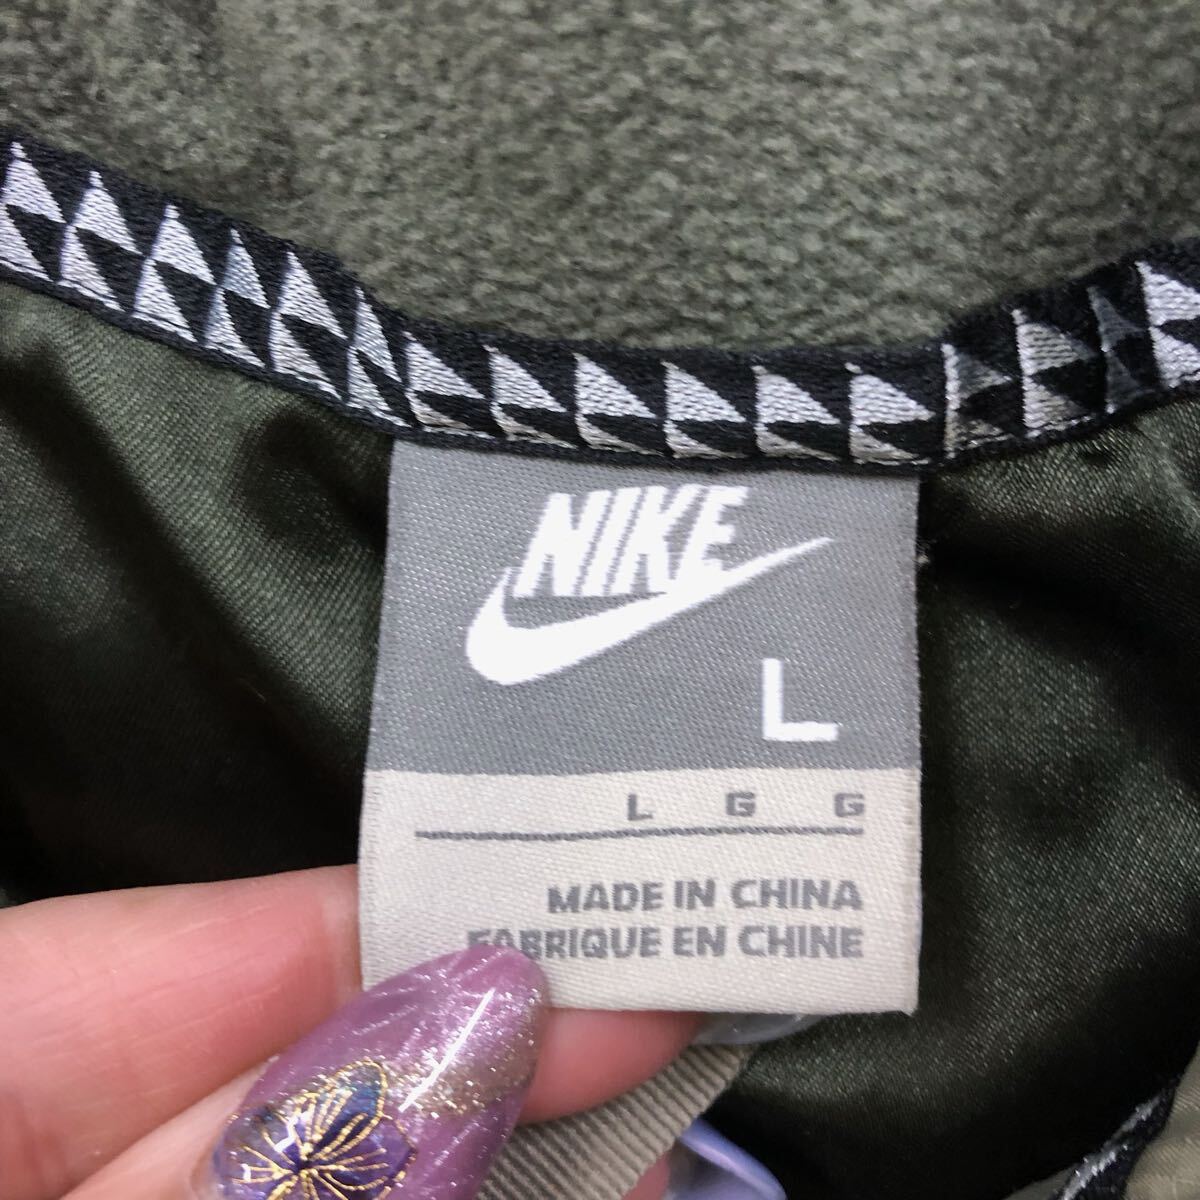 NIKE
L
L G G
MADE IN CHINA
FABRIQUE EN CHINE